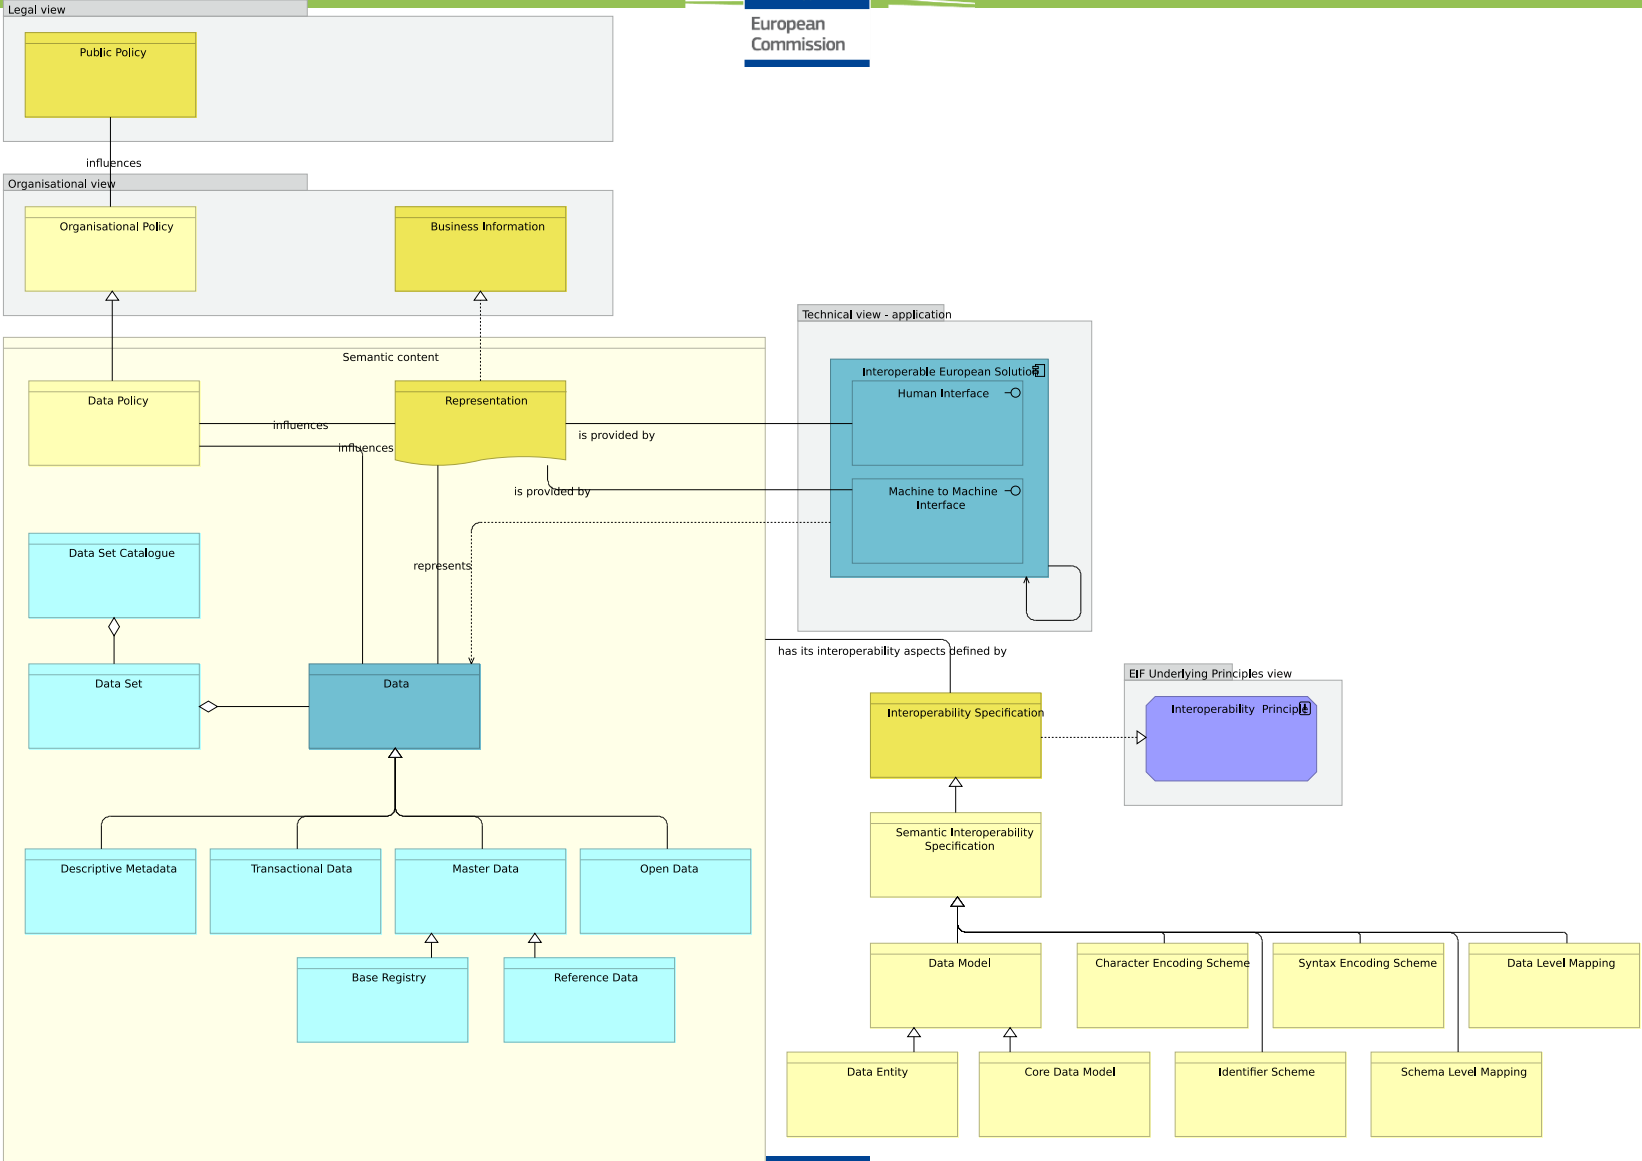 Legal view
European
Commission
Public Policy
influences
Organisational view
Organisational Policy
Business Information
Technical view - application
Semantic content
Interoperable European Solution
Human Interface
Data Policy
Representation
influences
is provided by
influences
Machine to Machine
Interface
is provided by
Data Set Catalogue
represents
has its interoperability aspects defined by
EIF Underlying Principles view
Data Set
Data
Interoperability Specification
Interoperability Principle
Semantic Interoperability
Specification
Descriptive Metadata
Transactional Data
Master Data
Open Data
Data Model
Character Encoding Scheme
Syntax Encoding Scheme
Data Level Mapping
Base Registry
Reference Data
Data Entity
Core Data Model
Identifier Scheme
Schema Level Mapping